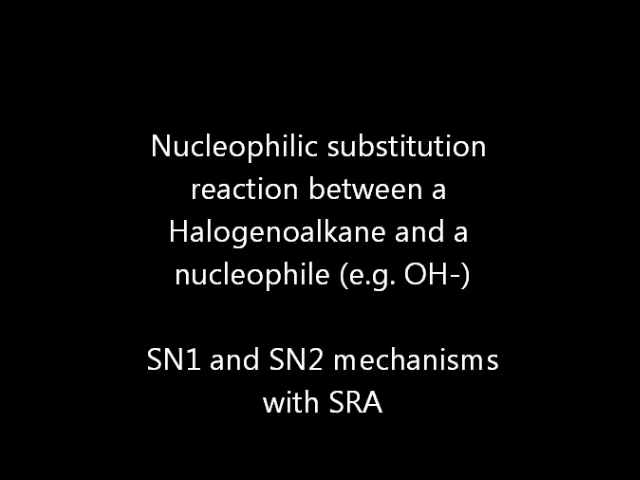 Nucleophilic substitution
reaction between a
Halogenoalkane and a
nucleophile (e.g. OH-)
SN1 and SN2 mechanisms
with SRA